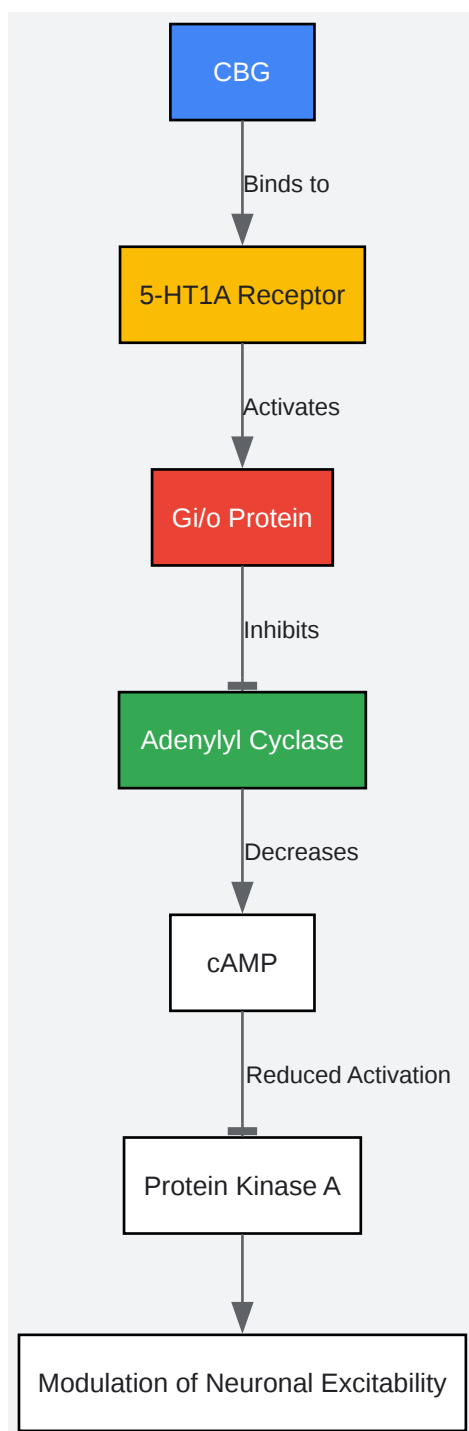 CBG
Binds to
5-HT1A Receptor
Activates
Gi/o Protein
Inhibits
Adenylyl Cyclase
Decreases
cAMP
Reduced Activation
Protein Kinase A
Modulation of Neuronal Excitability